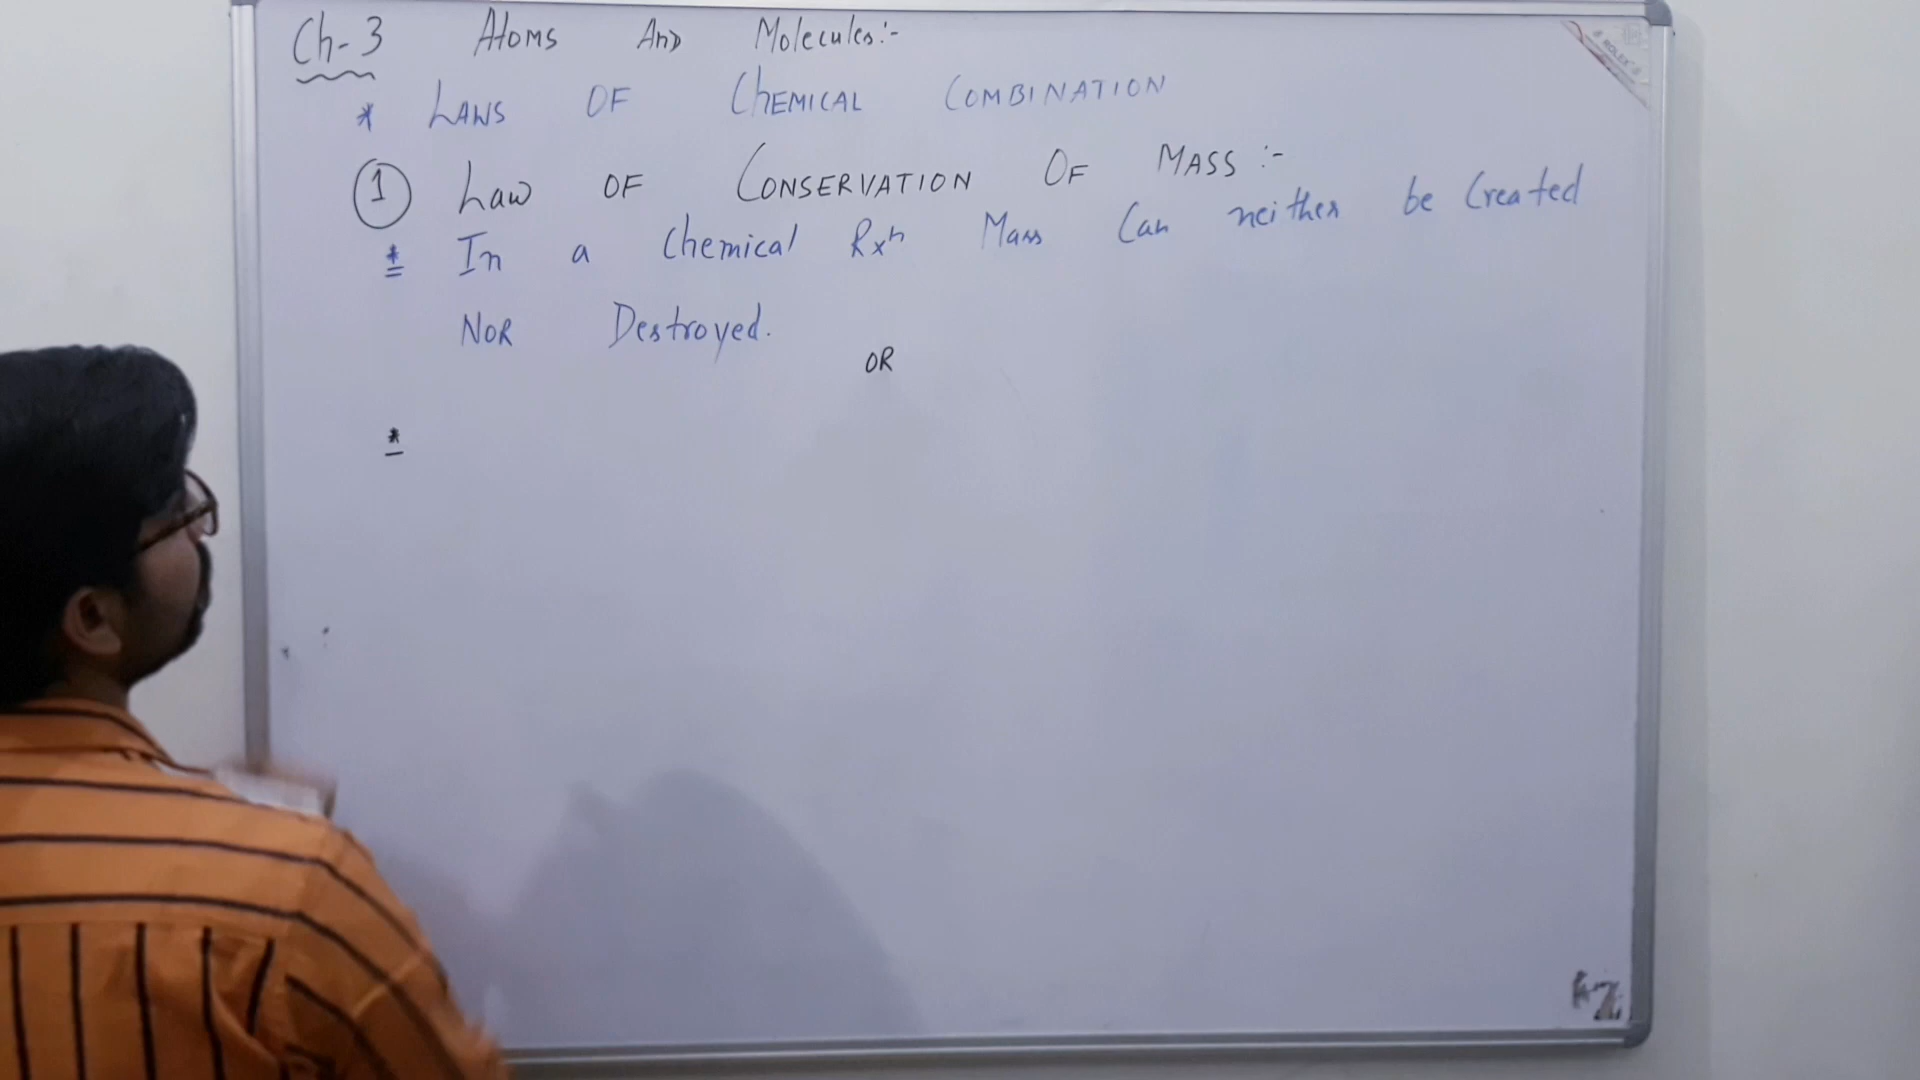 Ch-3 Atoms And Molecules:-
* LAWS OF CHEMICAL COMBINATION
① Law OF CONSERVATION OF MASS :-
* In a Chemical Rxn Mass Can neither be Created
NOR Destroyed.
OR
*